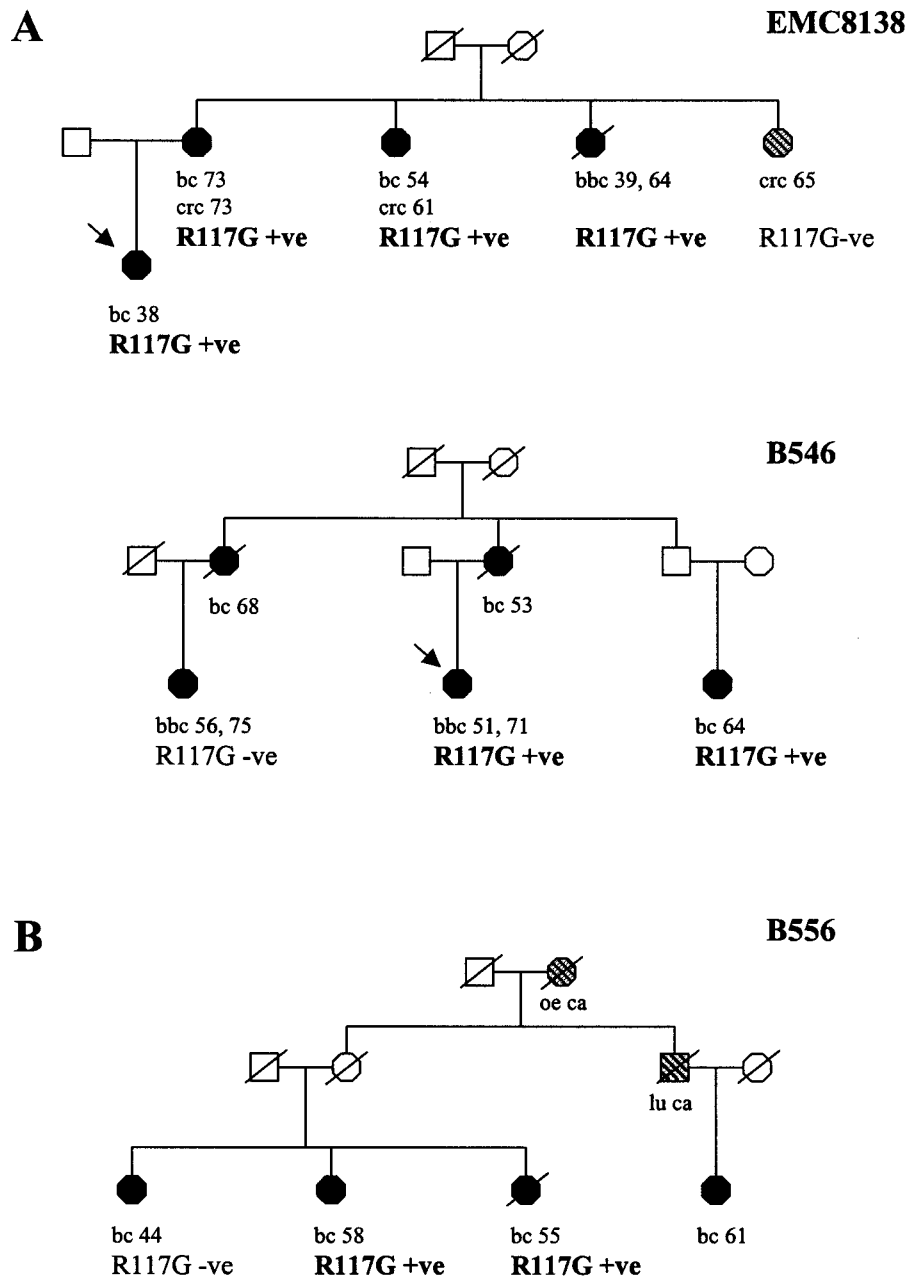 A
EMC8138
bc 73
crc 73
R117G +ve
bc 54
crc 61
R117G +ve
bbc 39, 64
R117G +ve
crc 65
R117G-ve
bc 38
R117G +ve
B546
bc 68
bc 53
bbc 56, 75
R117G -ve
bbc 51, 71
R117G +ve
bc 64
R117G +ve
B
B556
oe ca
lu ca
bc 44
R117G -ve
bc 58
R117G +ve
bc 55
R117G +ve
bc 61